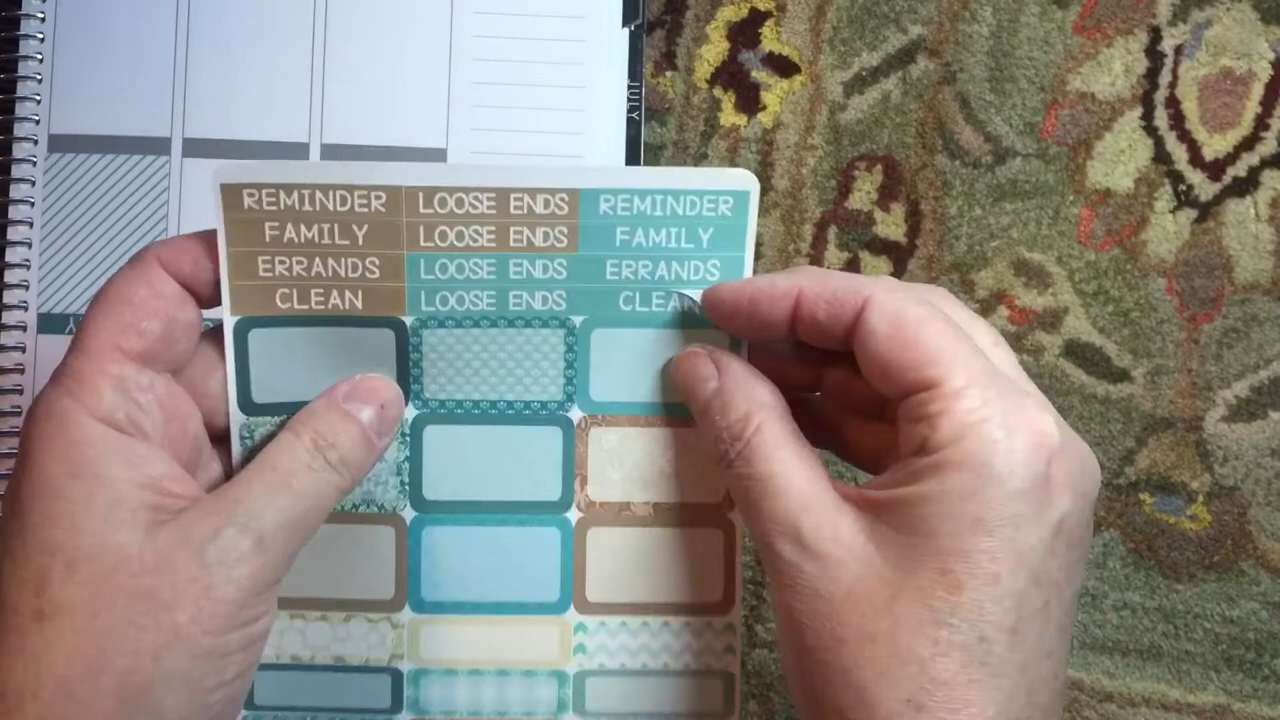 JULY
REMINDER LOOSE ENDS REMINDER
FAMILY LOOSE ENDS FAMILY
ERRANDS LOOSE ENDS ERRANDS
CLEAN LOOSE ENDS CLEAN